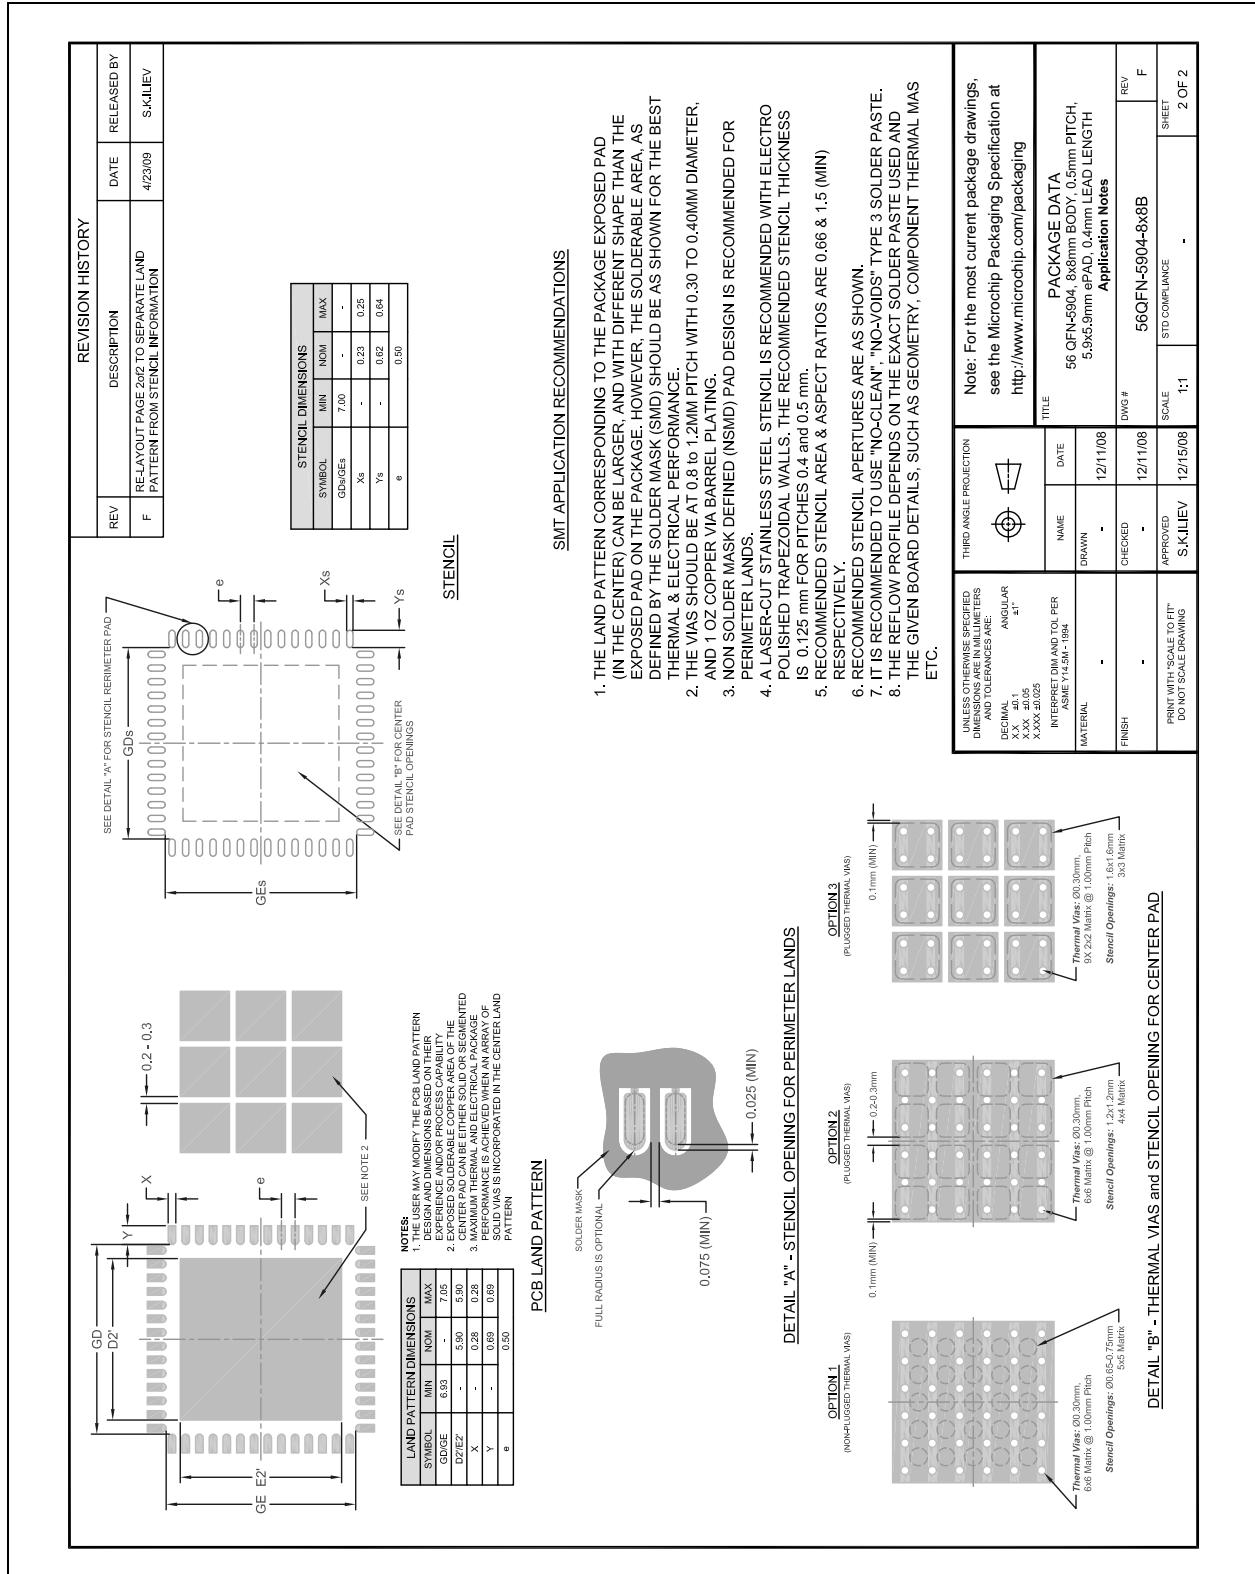 REVISION HISTORY
REV DESCRIPTION DATE RELEASED BY
F RE-LAYOUT PAGE 2of2 TO SEPARATE LAND 4/23/09 S.K.ILIEV
PATTERN FROM STENCIL INFORMATION
GD
D2'
Y
X
e
GE
E2'
0.2 - 0.3
SEE NOTE 2
LAND PATTERN DIMENSIONS
SYMBOL MIN NOM MAX
GD/GE 6.93 - 7.05
D2'/E2' - 5.90 5.90
X - 0.28 0.28
Y - 0.69 0.69
e 0.50
NOTES:
1. THE USER MAY MODIFY THE PCB LAND PATTERN
DESIGN AND DIMENSIONS BASED ON THEIR
EXPERIENCE AND/OR PROCESS CAPABILITY
2. EXPOSED SOLDERABLE COPPER AREA OF THE
CENTER PAD CAN BE EITHER SOLID OR SEGMENTED
3. MAXIMUM THERMAL AND ELECTRICAL PACKAGE
PERFORMANCE IS ACHIEVED WHEN AN ARRAY OF
SOLID VIAS IS INCORPORATED IN THE CENTER LAND
PATTERN
PCB LAND PATTERN
SEE DETAIL "A" FOR STENCIL RERIMETER PAD
GDs
e
Xs
Ys
GEs
SEE DETAIL "B" FOR CENTER
PAD STENCIL OPENINGS
STENCIL
STENCIL DIMENSIONS
SYMBOL MIN NOM MAX
GDs/GEs 7.00 - -
Xs - 0.23 0.25
Ys - 0.62 0.64
e 0.50
SOLDER MASK
FULL RADIUS IS OPTIONAL
0.075 (MIN)
0.025 (MIN)
DETAIL "A" - STENCIL OPENING FOR PERIMETER LANDS
SMT APPLICATION RECOMMENDATIONS
1. THE LAND PATTERN CORRESPONDING TO THE PACKAGE EXPOSED PAD
(IN THE CENTER) CAN BE LARGER, AND WITH DIFFERENT SHAPE THAN THE
EXPOSED PAD ON THE PACKAGE. HOWEVER, THE SOLDERABLE AREA, AS
DEFINED BY THE SOLDER MASK (SMD) SHOULD BE AS SHOWN FOR THE BEST
THERMAL & ELECTRICAL PERFORMANCE.
2. THE VIAS SHOULD BE AT 0.8 to 1.2MM PITCH WITH 0.30 TO 0.40MM DIAMETER,
AND 1 OZ COPPER VIA BARREL PLATING.
3. NON SOLDER MASK DEFINED (NSMD) PAD DESIGN IS RECOMMENDED FOR
PERIMETER LANDS.
4. A LASER-CUT STAINLESS STEEL STENCIL IS RECOMMENDED WITH ELECTRO
POLISHED TRAPEZOIDAL WALLS. THE RECOMMENDED STENCIL THICKNESS
IS 0.125 mm FOR PITCHES 0.4 and 0.5 mm.
5. RECOMMENDED STENCIL AREA & ASPECT RATIOS ARE 0.66 & 1.5 (MIN)
RESPECTIVELY.
6. RECOMMENDED STENCIL APERTURES ARE AS SHOWN.
7. IT IS RECOMMENDED TO USE "NO-CLEAN", "NO-VOIDS" TYPE 3 SOLDER PASTE.
8. THE REFLOW PROFILE DEPENDS ON THE EXACT SOLDER PASTE USED AND
THE GIVEN BOARD DETAILS, SUCH AS GEOMETRY, COMPONENT THERMAL MAS
ETC.
OPTION 1
(NON-PLUGGED THERMAL VIAS)
Thermal Vias: Ø0.30mm,
6x6 Matrix @ 1.00mm Pitch
Stencil Openings: Ø0.65-0.75mm
5x5 Matrix
OPTION 2
(PLUGGED THERMAL VIAS)
0.1mm (MIN)
0.2-0.3mm
Thermal Vias: Ø0.30mm,
6x6 Matrix @ 1.00mm Pitch
Stencil Openings: 1.2x1.2mm
4x4 Matrix
OPTION 3
(PLUGGED THERMAL VIAS)
0.1mm (MIN)
Thermal Vias: Ø0.30mm,
9X 2x2 Matrix @ 1.00mm Pitch
Stencil Openings: 1.6x1.6mm
3x3 Matrix
DETAIL "B" - THERMAL VIAS and STENCIL OPENING FOR CENTER PAD
UNLESS OTHERWISE SPECIFIED
DIMENSIONS ARE IN MILLIMETERS
AND TOLERANCES ARE:
DECIMAL ANGULAR
X.X ±0.1 ±1°
X.XX ±0.05
X.XXX ±0.025
INTERPRET DIM AND TOL PER
ASME Y14.5M - 1994
MATERIAL
-
FINISH
-
PRINT WITH "SCALE TO FIT"
DO NOT SCALE DRAWING
THIRD ANGLE PROJECTION
NAME DATE
DRAWN
- 12/11/08
CHECKED
- 12/11/08
APPROVED
S.K.ILIEV 12/15/08
Note: For the most current package drawings,
see the Microchip Packaging Specification at
http://www.microchip.com/packaging
TITLE
PACKAGE DATA
56 QFN-5904, 8x8mm BODY, 0.5mm PITCH,
5.9x5.9mm ePAD, 0.4mm LEAD LENGTH
Application Notes
DWG # REV
56QFN-5904-8x8B F
SCALE STD COMPLIANCE SHEET
1:1 - 2 OF 2